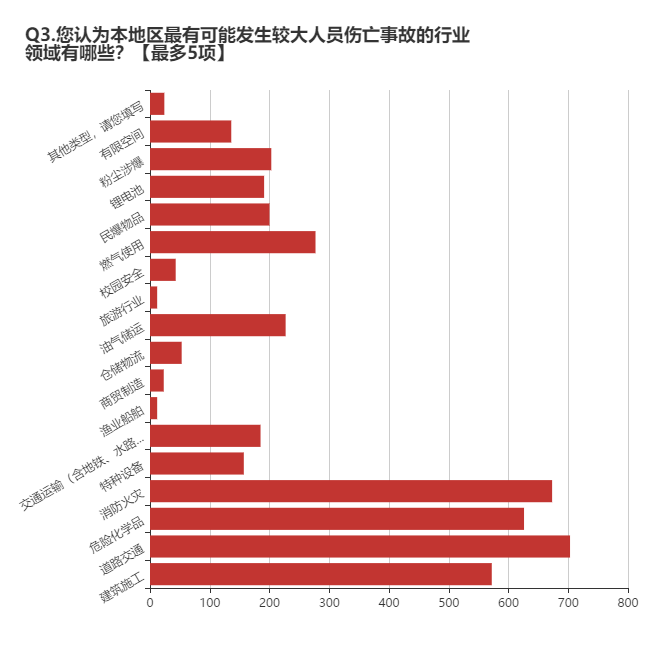 Q3.您认为本地区最有可能发生较大人员伤亡事故的行业
领域有哪些？【最多5项】
其他类型，请您填写
有限空间
粉尘涉爆
锂电池
民爆物品
燃气使用
校园安全
旅游行业
油气储运
仓储物流
商贸制造
渔业船舶
交通运输（含地铁、水路...
特种设备
消防火灾
危险化学品
道路交通
建筑施工
0 100 200 300 400 500 600 700 800